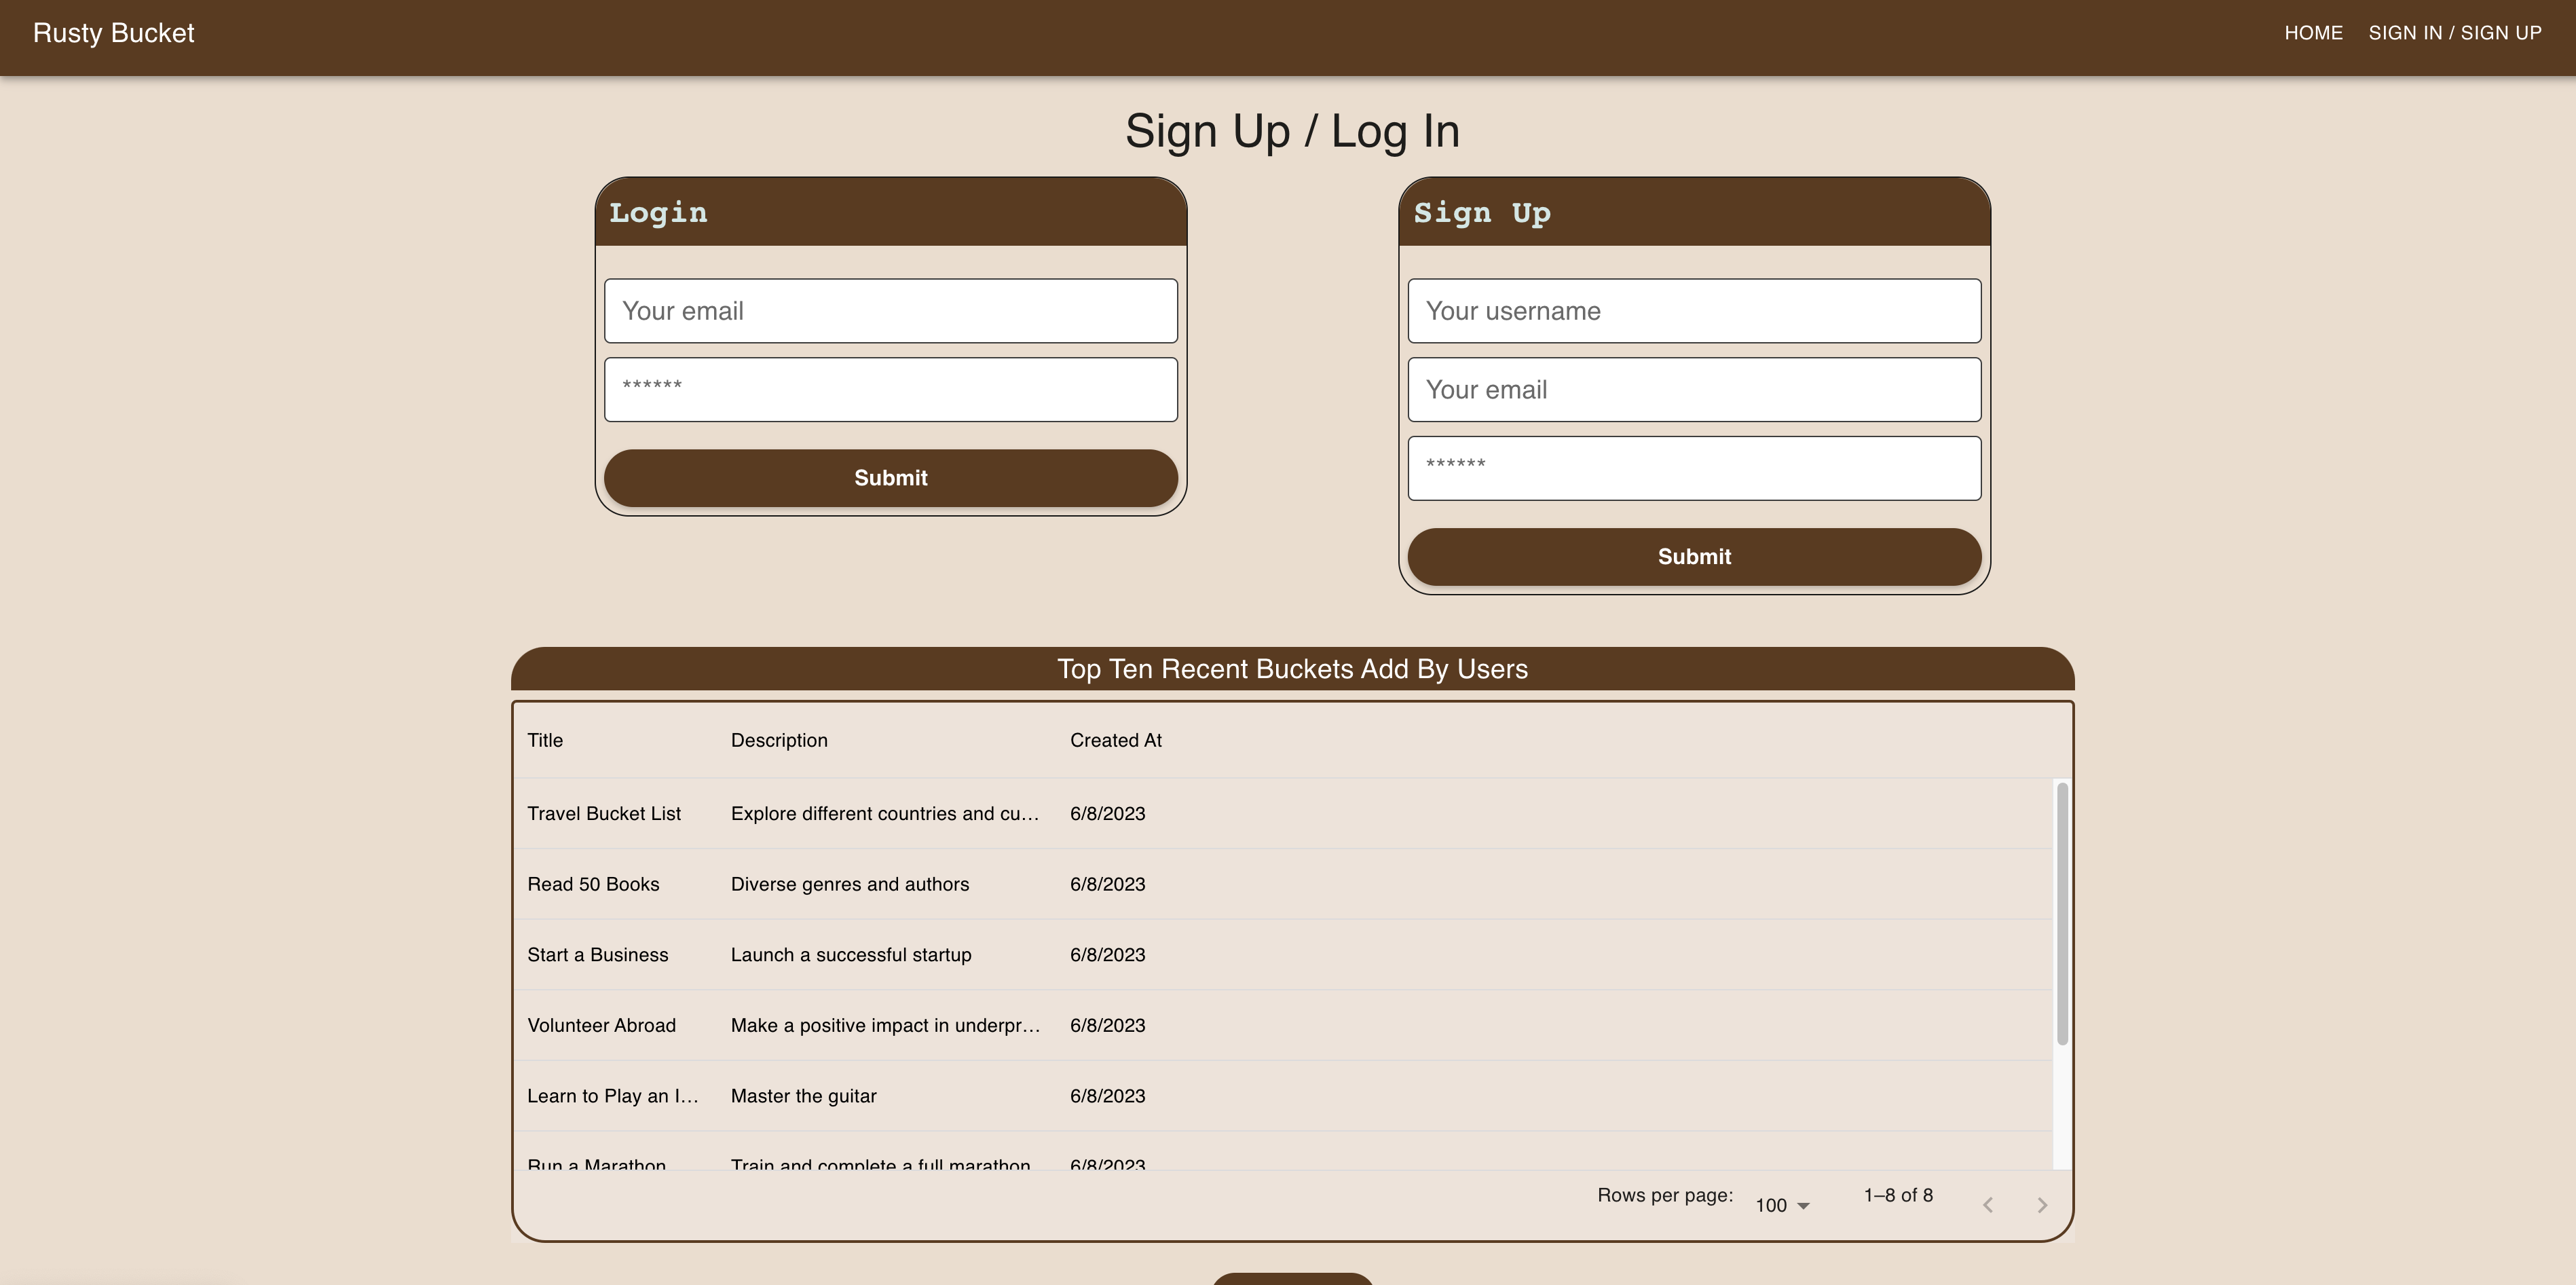 Rusty Bucket
HOME SIGN IN / SIGN UP
Sign Up / Log In
Login
Your email
******
Submit
Sign Up
Your username
Your email
******
Submit
Top Ten Recent Buckets Add By Users
Title Description Created At
Travel Bucket List Explore different countries and cu... 6/8/2023
Read 50 Books Diverse genres and authors 6/8/2023
Start a Business Launch a successful startup 6/8/2023
Volunteer Abroad Make a positive impact in underpr... 6/8/2023
Learn to Play an I... Master the guitar 6/8/2023
Run a Marathon Train and complete a full marathon 6/8/2023
Rows per page: 100 1–8 of 8